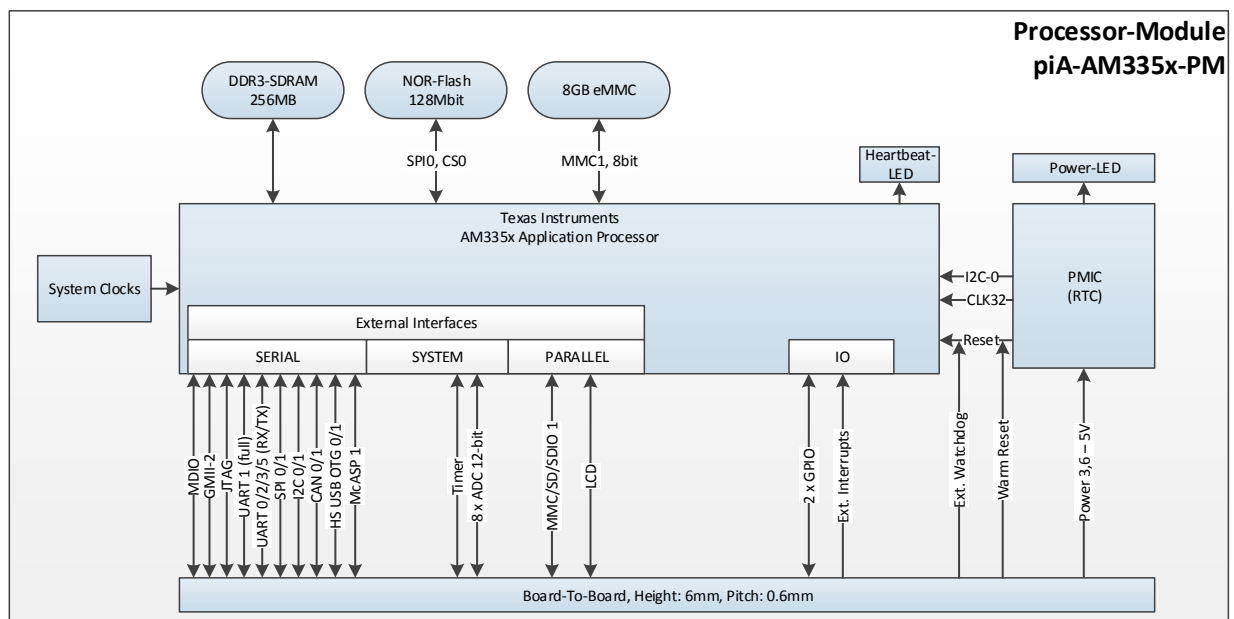 Processor-Module
piA-AM335x-PM
DDR3-SDRAM
256MB
NOR-Flash
128Mbit
8GB eMMC
SPI0, CS0
MMC1, 8bit
Heartbeat-
LED
Power-LED
Texas Instruments
AM335x Application Processor
System Clocks
I2C-0
CLK32
Reset
PMIC
(RTC)
External Interfaces
SERIAL
SYSTEM
PARALLEL
IO
MDIO
GMII-2
JTAG
UART 1 (full)
UART 0/2/3/5 (RX/TX)
SPI 0/1
I2C 0/1
CAN 0/1
HS USB OTG 0/1
McASP 1
Timer
8 x ADC 12-bit
MMC/SD/SDIO 1
LCD
2 x GPIO
Ext. Interrupts
Ext. Watchdog
Warm Reset
Power 3,6 – 5V
Board-To-Board, Height: 6mm, Pitch: 0.6mm